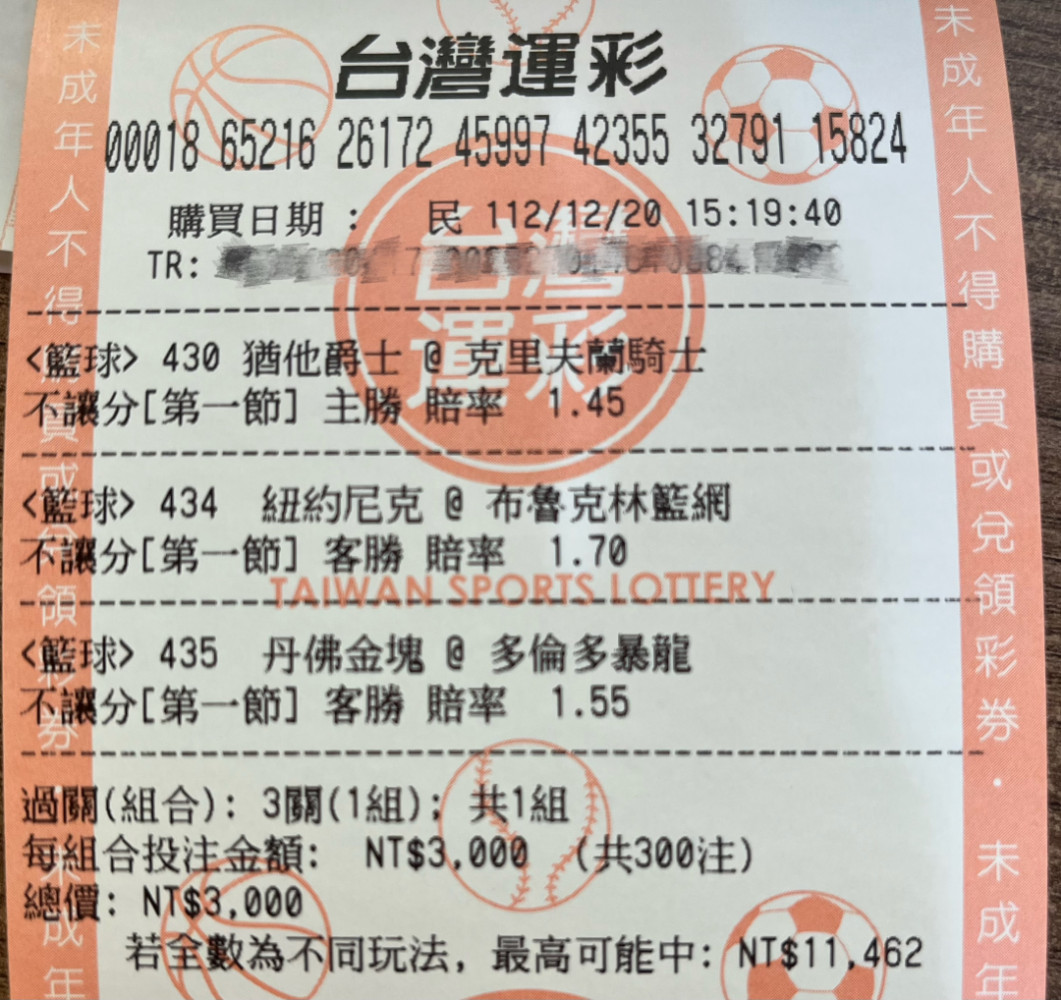 台灣運彩
00018 65216 26172 45997 42355 32791 15824
購買日期 : 民 112/12/20 15:19:40
TR:
<籃球> 430 猶他爵士 @ 克里夫蘭騎士
不讓分[第一節] 主勝 賠率 1.45
<籃球> 434 紐約尼克 @ 布魯克林籃網
不讓分[第一節] 客勝 賠率 1.70
TAIWAN SPORTS LOTTERY
<籃球> 435 丹佛金塊 @ 多倫多暴龍
不讓分[第一節] 客勝 賠率 1.55
過關(組合): 3關(1組); 共1組
每組合投注金額: NT$3,000 (共300注)
總價: NT$3,000
若全數為不同玩法, 最高可能中: NT$11,462
台灣運彩
未成年人不得購買或兌領彩券・未成年
未成年人不得購買或兌領彩券・未成年